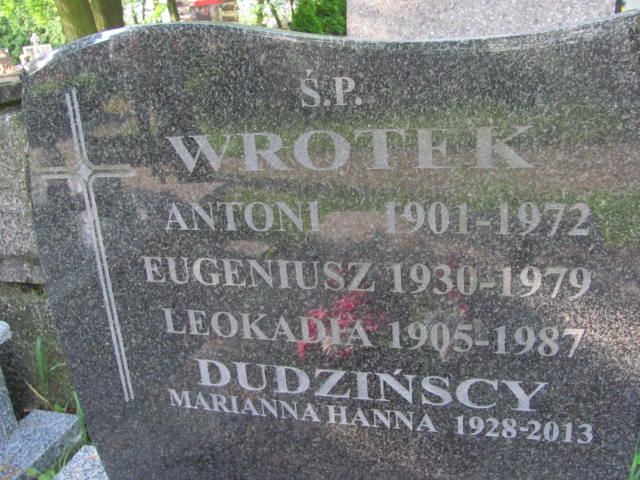 Ś.P.
WROTEK
ANTONI 1901-1972
EUGENIUSZ 1930-1979
LEOKADIA 1905-1987
DUDZIŃSCY
MARIANNA HANNA 1928-2013